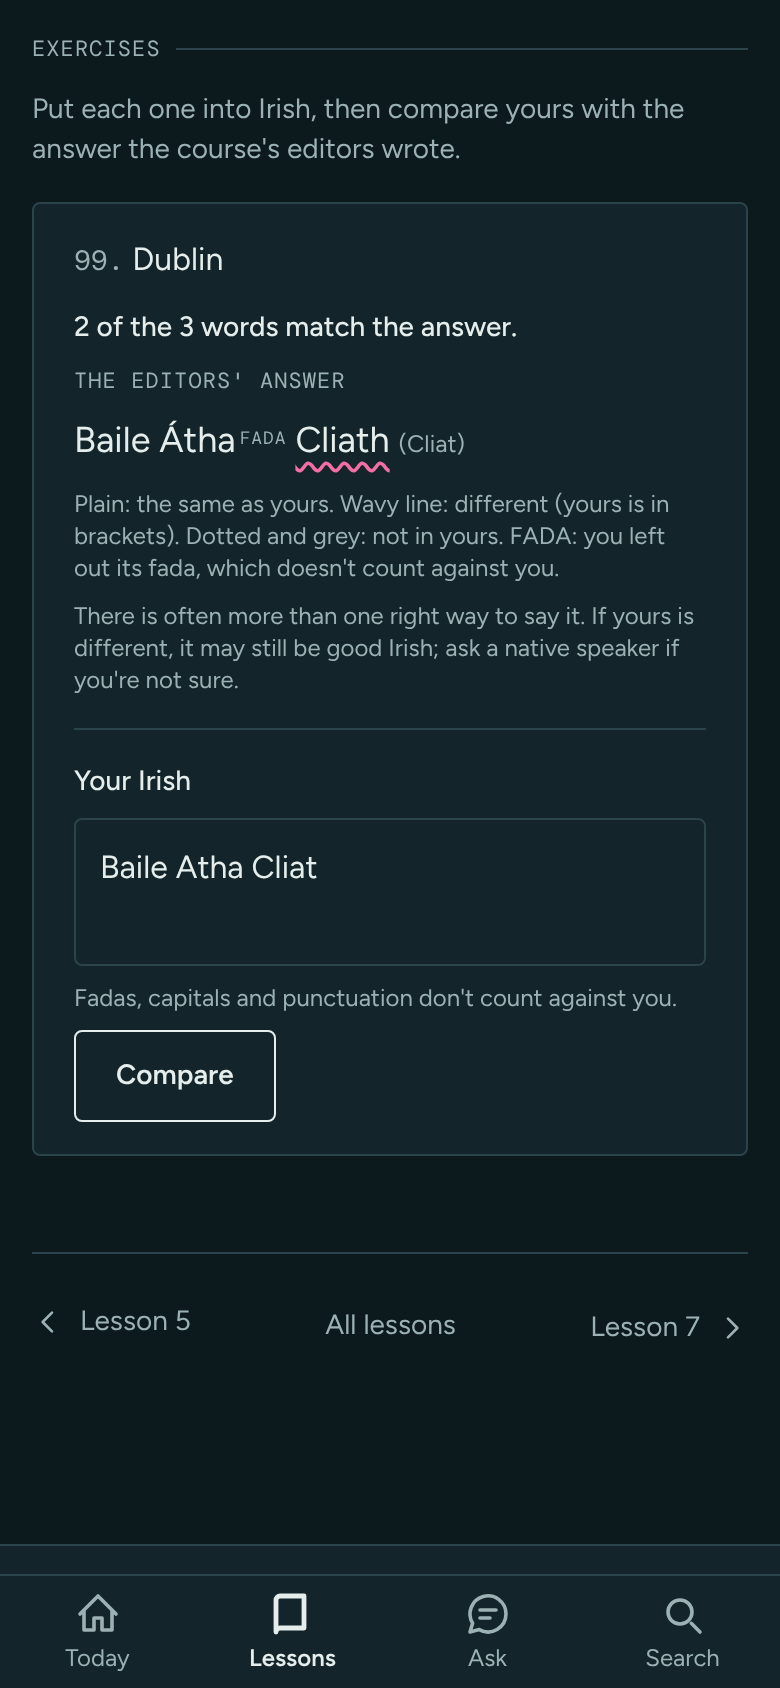 EXERCISES
Put each one into Irish, then compare yours with the
answer the course's editors wrote.
99. Dublin
2 of the 3 words match the answer.
THE EDITORS' ANSWER
Baile Átha FADA Cliath (Cliat)
Plain: the same as yours. Wavy line: different (yours is in
brackets). Dotted and grey: not in yours. FADA: you left
out its fada, which doesn't count against you.
There is often more than one right way to say it. If yours is
different, it may still be good Irish; ask a native speaker if
you're not sure.
Your Irish
Baile Atha Cliat
Fadas, capitals and punctuation don't count against you.
Compare
Lesson 5
All lessons
Lesson 7
Today
Lessons
Ask
Search